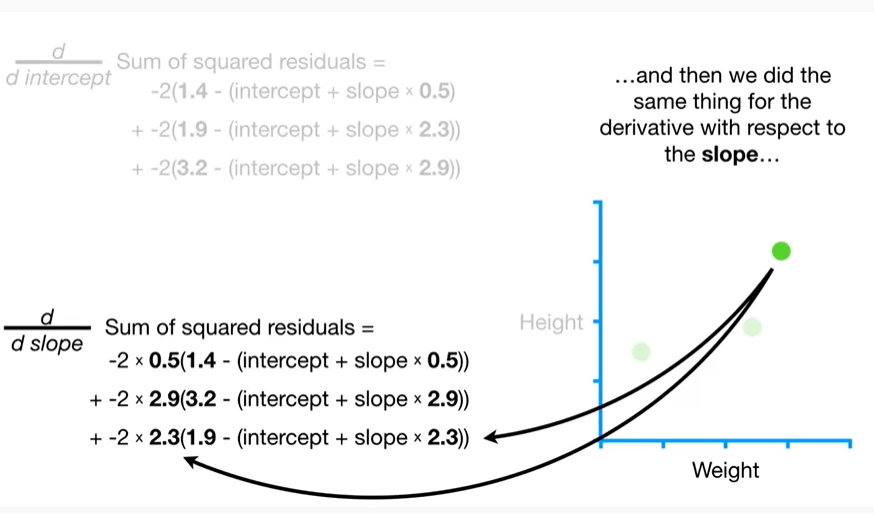 d
d intercept
Sum of squared residuals =
-2(1.4 - (intercept + slope × 0.5)
+ -2(1.9 - (intercept + slope × 2.3))
+ -2(3.2 - (intercept + slope × 2.9))
…and then we did the
same thing for the
derivative with respect to
the slope…
Height
Weight
d
d slope
Sum of squared residuals =
-2 × 0.5(1.4 - (intercept + slope × 0.5))
+ -2 × 2.9(3.2 - (intercept + slope × 2.9))
+ -2 × 2.3(1.9 - (intercept + slope × 2.3))